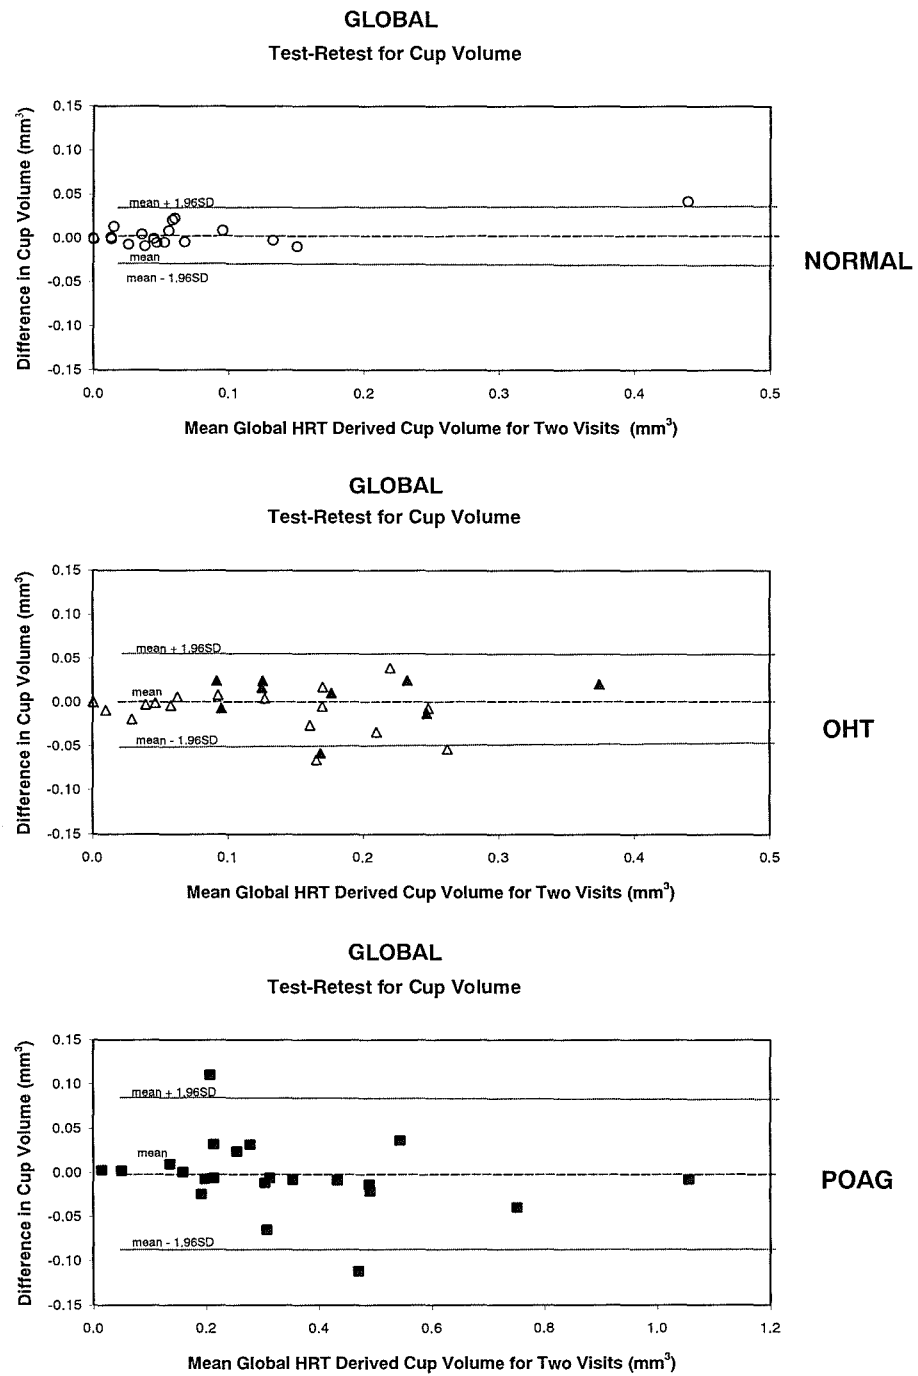 GLOBAL
Test-Retest for Cup Volume
Difference in Cup Volume (mm³)
0.15
0.10
0.05
0.00
-0.05
-0.10
-0.15
mean + 1.96SD
mean
mean - 1.96SD
0.0 0.1 0.2 0.3 0.4 0.5
Mean Global HRT Derived Cup Volume for Two Visits (mm³)
NORMAL
GLOBAL
Test-Retest for Cup Volume
Difference in Cup Volume (mm³)
0.15
0.10
0.05
0.00
-0.05
-0.10
-0.15
mean + 1.96SD
mean
mean - 1.96SD
0.0 0.1 0.2 0.3 0.4 0.5
Mean Global HRT Derived Cup Volume for Two Visits (mm³)
OHT
GLOBAL
Test-Retest for Cup Volume
Difference in Cup Volume (mm³)
0.15
0.10
0.05
0.00
-0.05
-0.10
-0.15
mean + 1.96SD
mean
mean - 1.96SD
0.0 0.2 0.4 0.6 0.8 1.0 1.2
Mean Global HRT Derived Cup Volume for Two Visits (mm³)
POAG